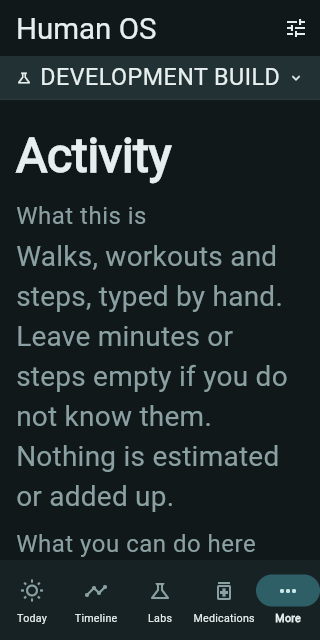 Human OS
DEVELOPMENT BUILD
Activity
What this is
Walks, workouts and
steps, typed by hand.
Leave minutes or
steps empty if you do
not know them.
Nothing is estimated
or added up.
What you can do here
Today
Timeline
Labs
Medications
More